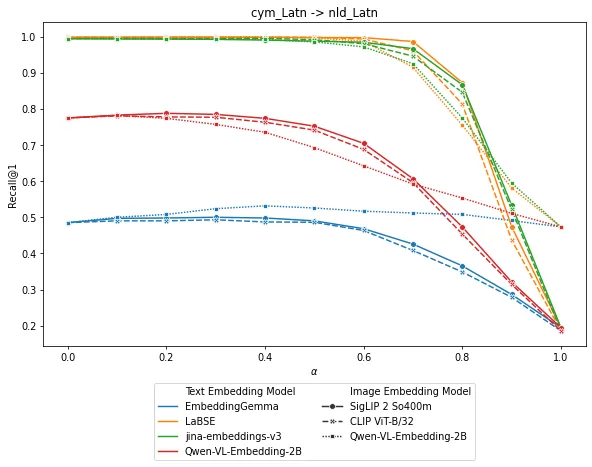 cym_Latn -> nld_Latn
Recall@1
1.0
0.9
0.8
0.7
0.6
0.5
0.4
0.3
0.2
0.0 0.2 0.4 0.6 0.8 1.0
α
Text Embedding Model Image Embedding Model
EmbeddingGemma SigLIP 2 So400m
LaBSE CLIP ViT-B/32
jina-embeddings-v3 Qwen-VL-Embedding-2B
Qwen-VL-Embedding-2B